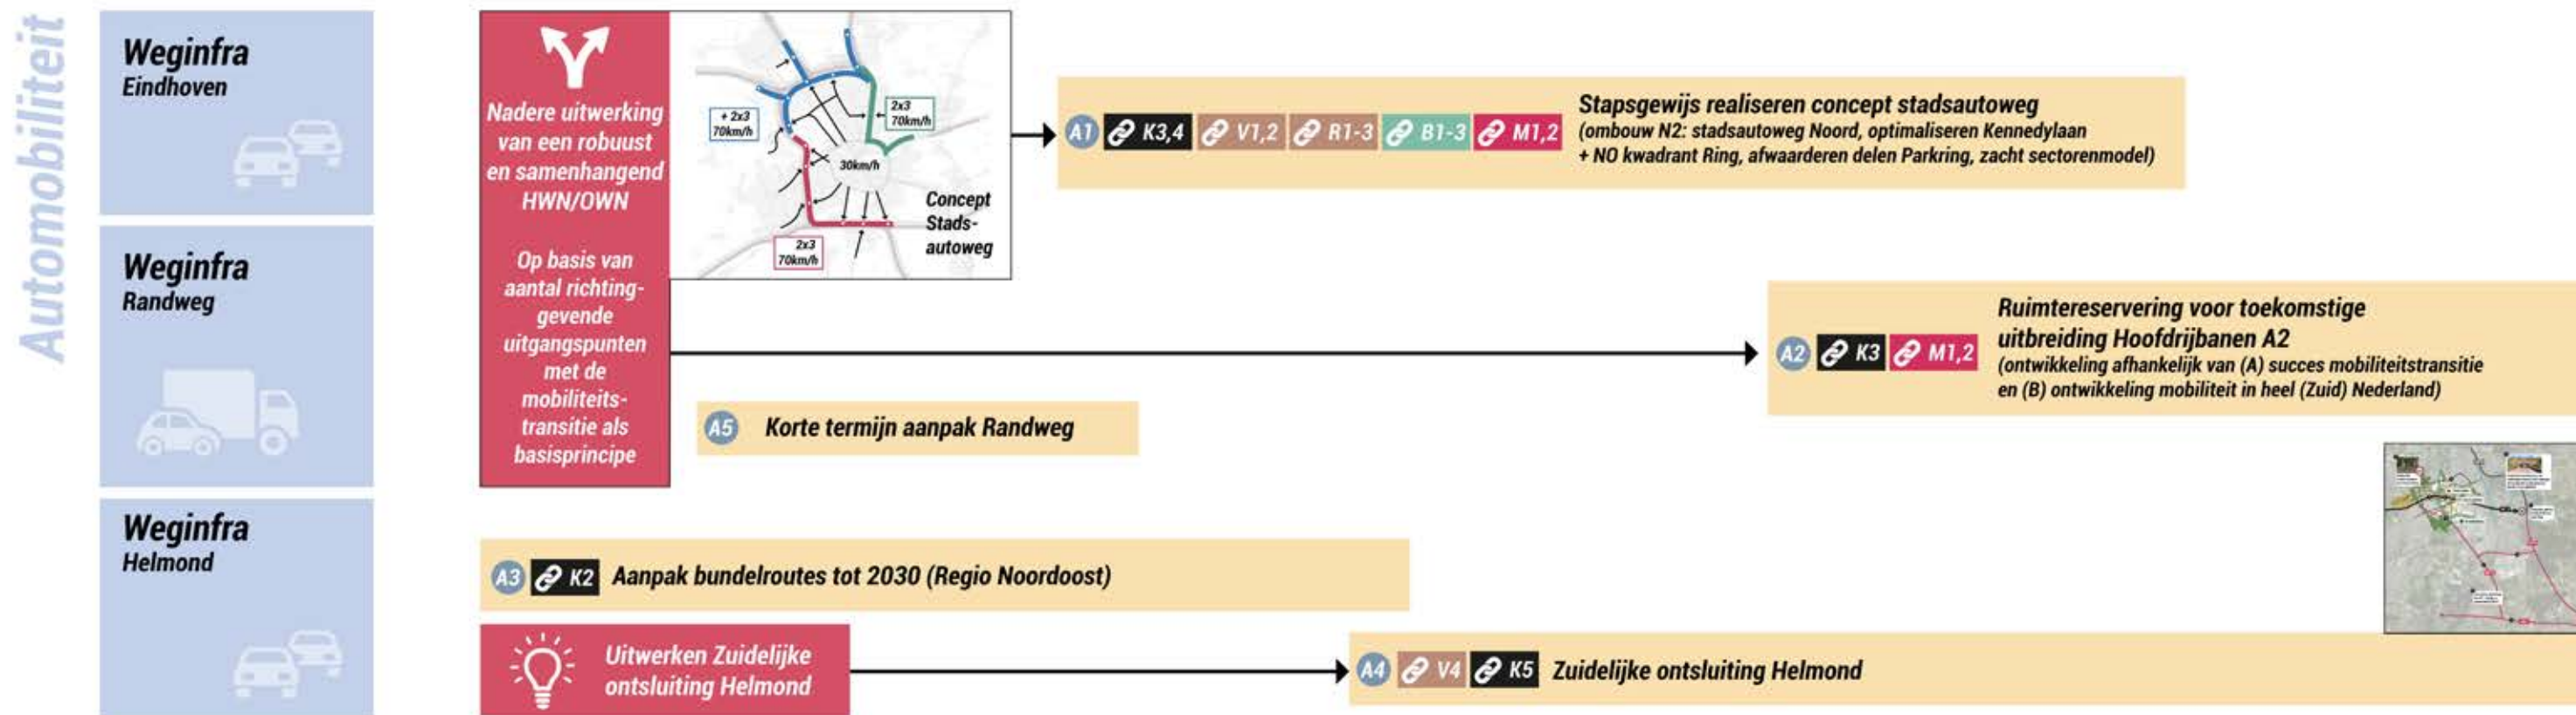 Automobiliteit
Weginfra
Eindhoven
Weginfra
Randweg
Weginfra
Helmond
Nadere uitwerking
van een robuust
en samenhangend
HWN/OWN
Op basis van
aantal richting-
gevende
uitgangspunten
met de
mobiliteits-
transitie als
basisprincipe
+ 2x3
70km/h
2x3
70km/h
30km/h
2x3
70km/h
Concept
Stads-
autoweg
A1 K3,4 V1,2 R1-3 B1-3 M1,2
Stapsgewijs realiseren concept stadsautoweg
(ombouw N2: stadsautoweg Noord, optimaliseren Kennedylaan
+ NO kwadrant Ring, afwaarderen delen Parkring, zacht sectorenmodel)
A2 K3 M1,2
Ruimtereservering voor toekomstige
uitbreiding Hoofdrijbanen A2
(ontwikkeling afhankelijk van (A) succes mobiliteitstransitie
en (B) ontwikkeling mobiliteit in heel (Zuid) Nederland)
A5 Korte termijn aanpak Randweg
A3 K2 Aanpak bundelroutes tot 2030 (Regio Noordoost)
Uitwerken Zuidelijke
ontsluiting Helmond
A4 V4 K5 Zuidelijke ontsluiting Helmond